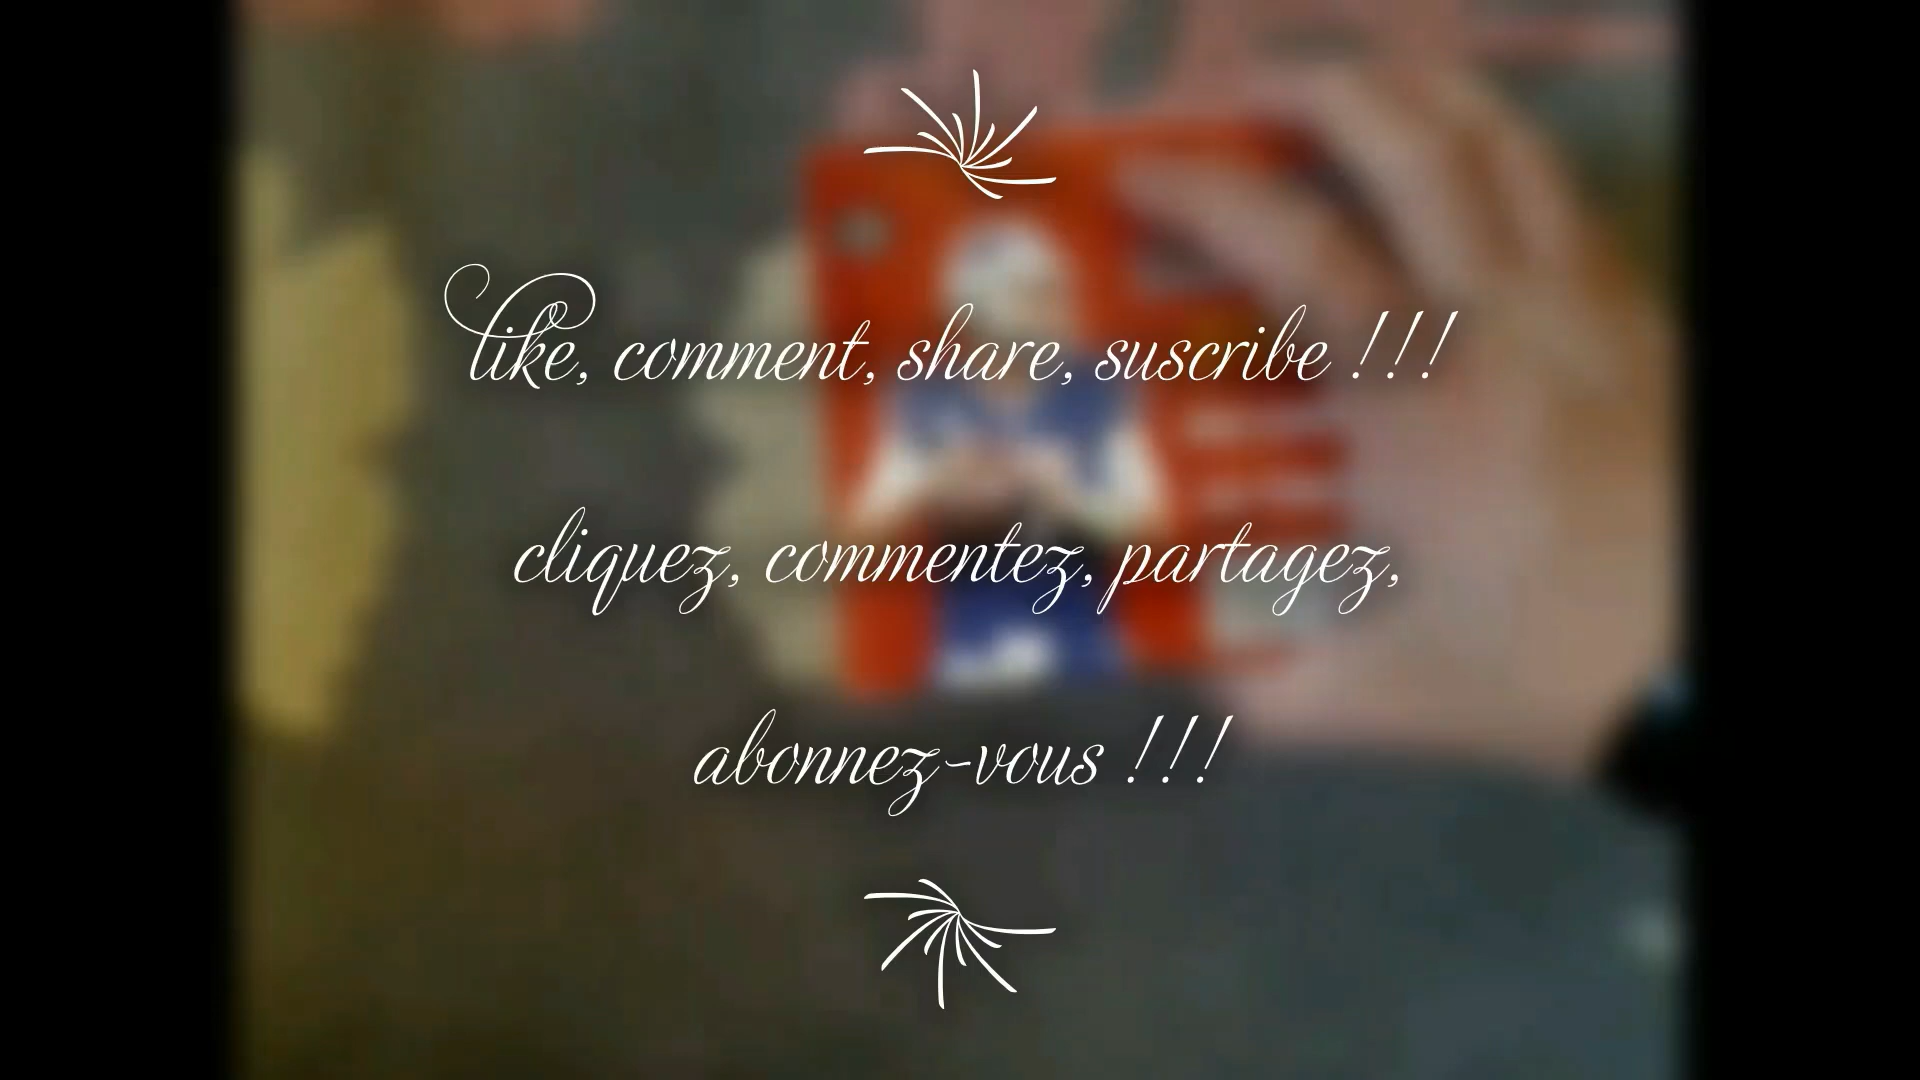 like, comment, share, suscribe !!!
cliquez, commentez, partagez,
abonnez-vous !!!